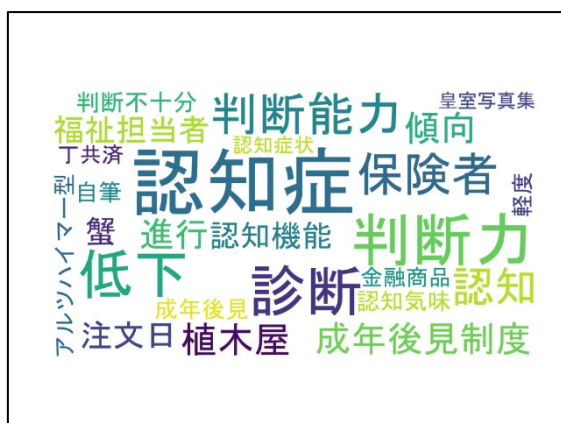 判断不十分
判断能力
皇室写真集
福祉担当者
認知症状
傾向
丁共済
認知症
保険者
自筆
軽度
アルツハイマー型
蟹
進行
認知機能
判断力
低下
診断
金融商品
認知
成年後見
認知気味
注文日
植木屋
成年後見制度